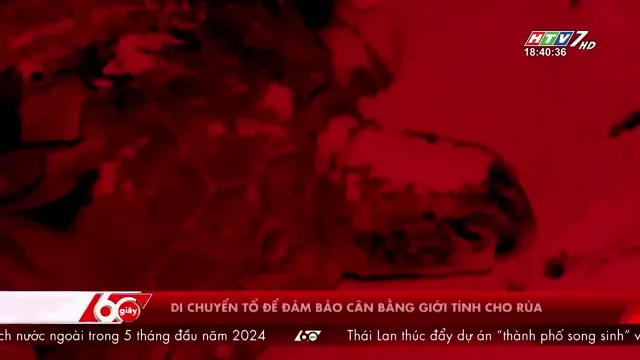 HTV7 HD
18:40:36
60 giây
DI CHUYỂN TỔ ĐỂ ĐẢM BẢO CÂN BẰNG GIỚI TÍNH CHO RÙA
ch nước ngoài trong 5 tháng đầu năm 2024 60 Thái Lan thúc đẩy dự án “thành phố song sinh” v